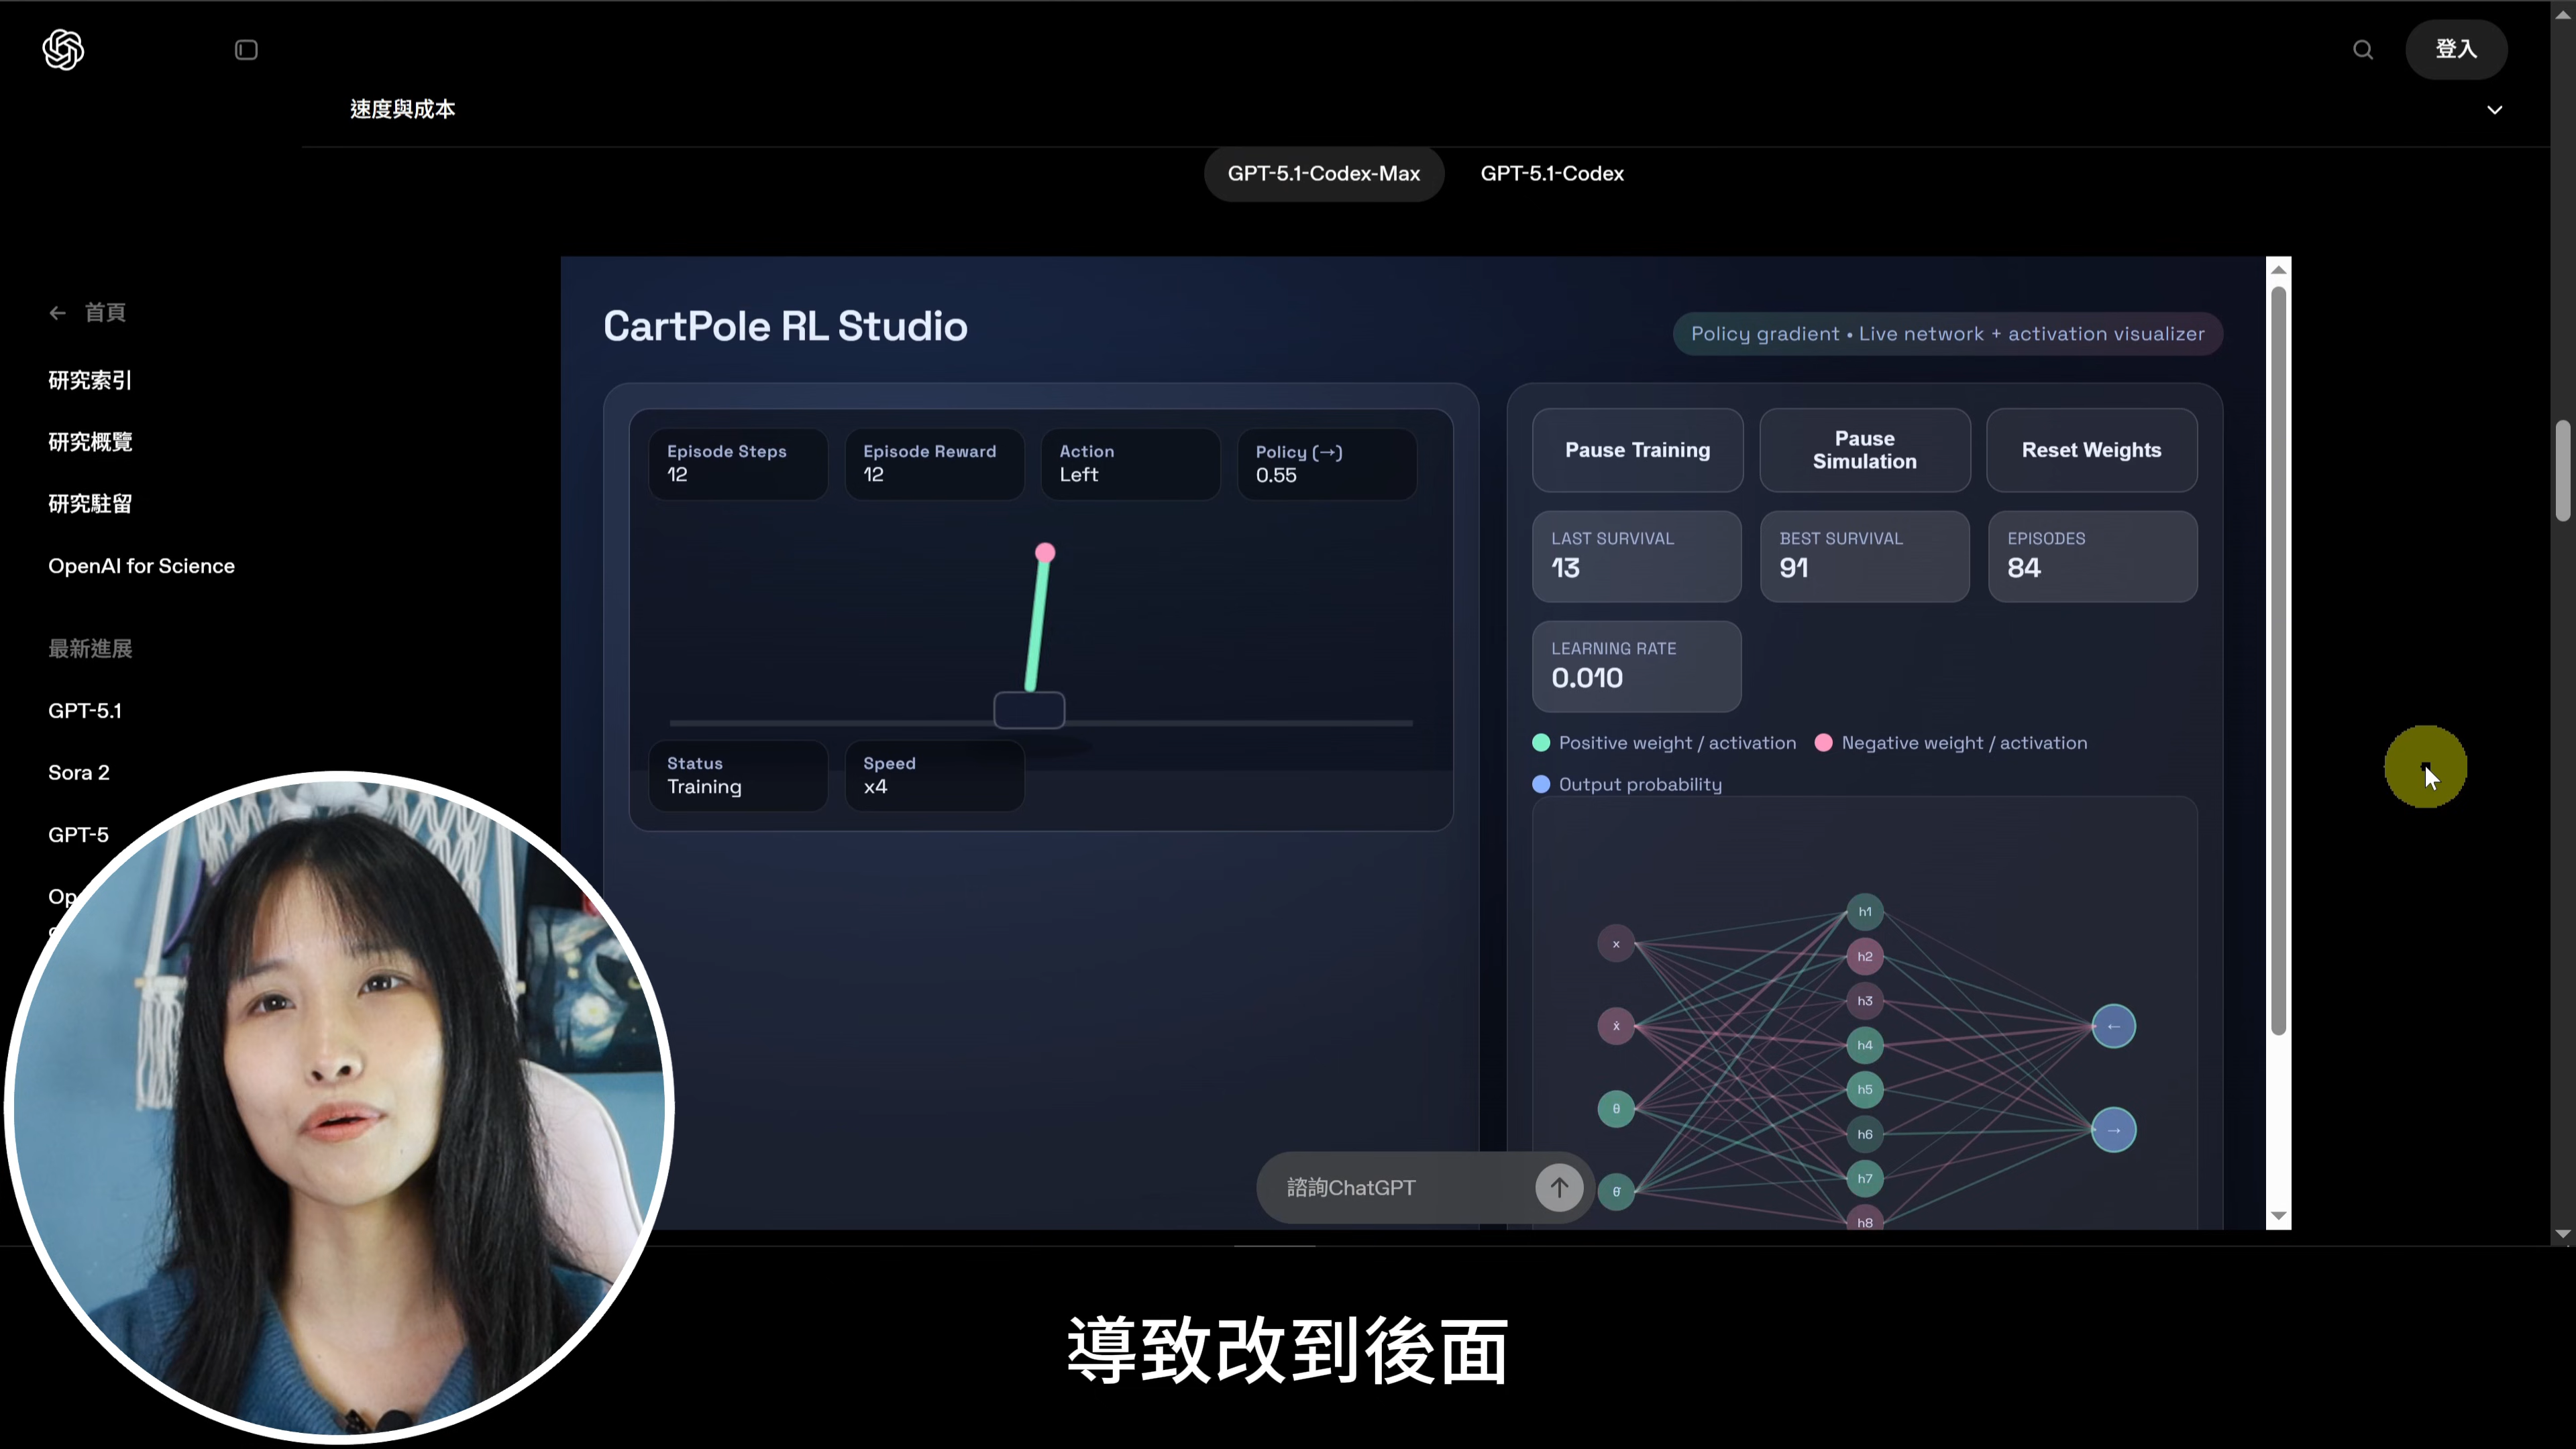 登入
速度與成本
GPT-5.1-Codex-Max
GPT-5.1-Codex
首頁
研究索引
研究概覽
研究駐留
OpenAI for Science
最新進展
GPT-5.1
Sora 2
GPT-5
CartPole RL Studio
Policy gradient • Live network + activation visualizer
Episode Steps
12
Episode Reward
12
Action
Left
Policy (→)
0.55
Status
Training
Speed
x4
Pause Training
Pause
Simulation
Reset Weights
LAST SURVIVAL
13
BEST SURVIVAL
91
EPISODES
84
LEARNING RATE
0.010
Positive weight / activation
Negative weight / activation
Output probability
x
ẋ
θ
h1
h2
h3
h4
h5
h6
h7
h8
←
→
諮詢ChatGPT
導致改到後面